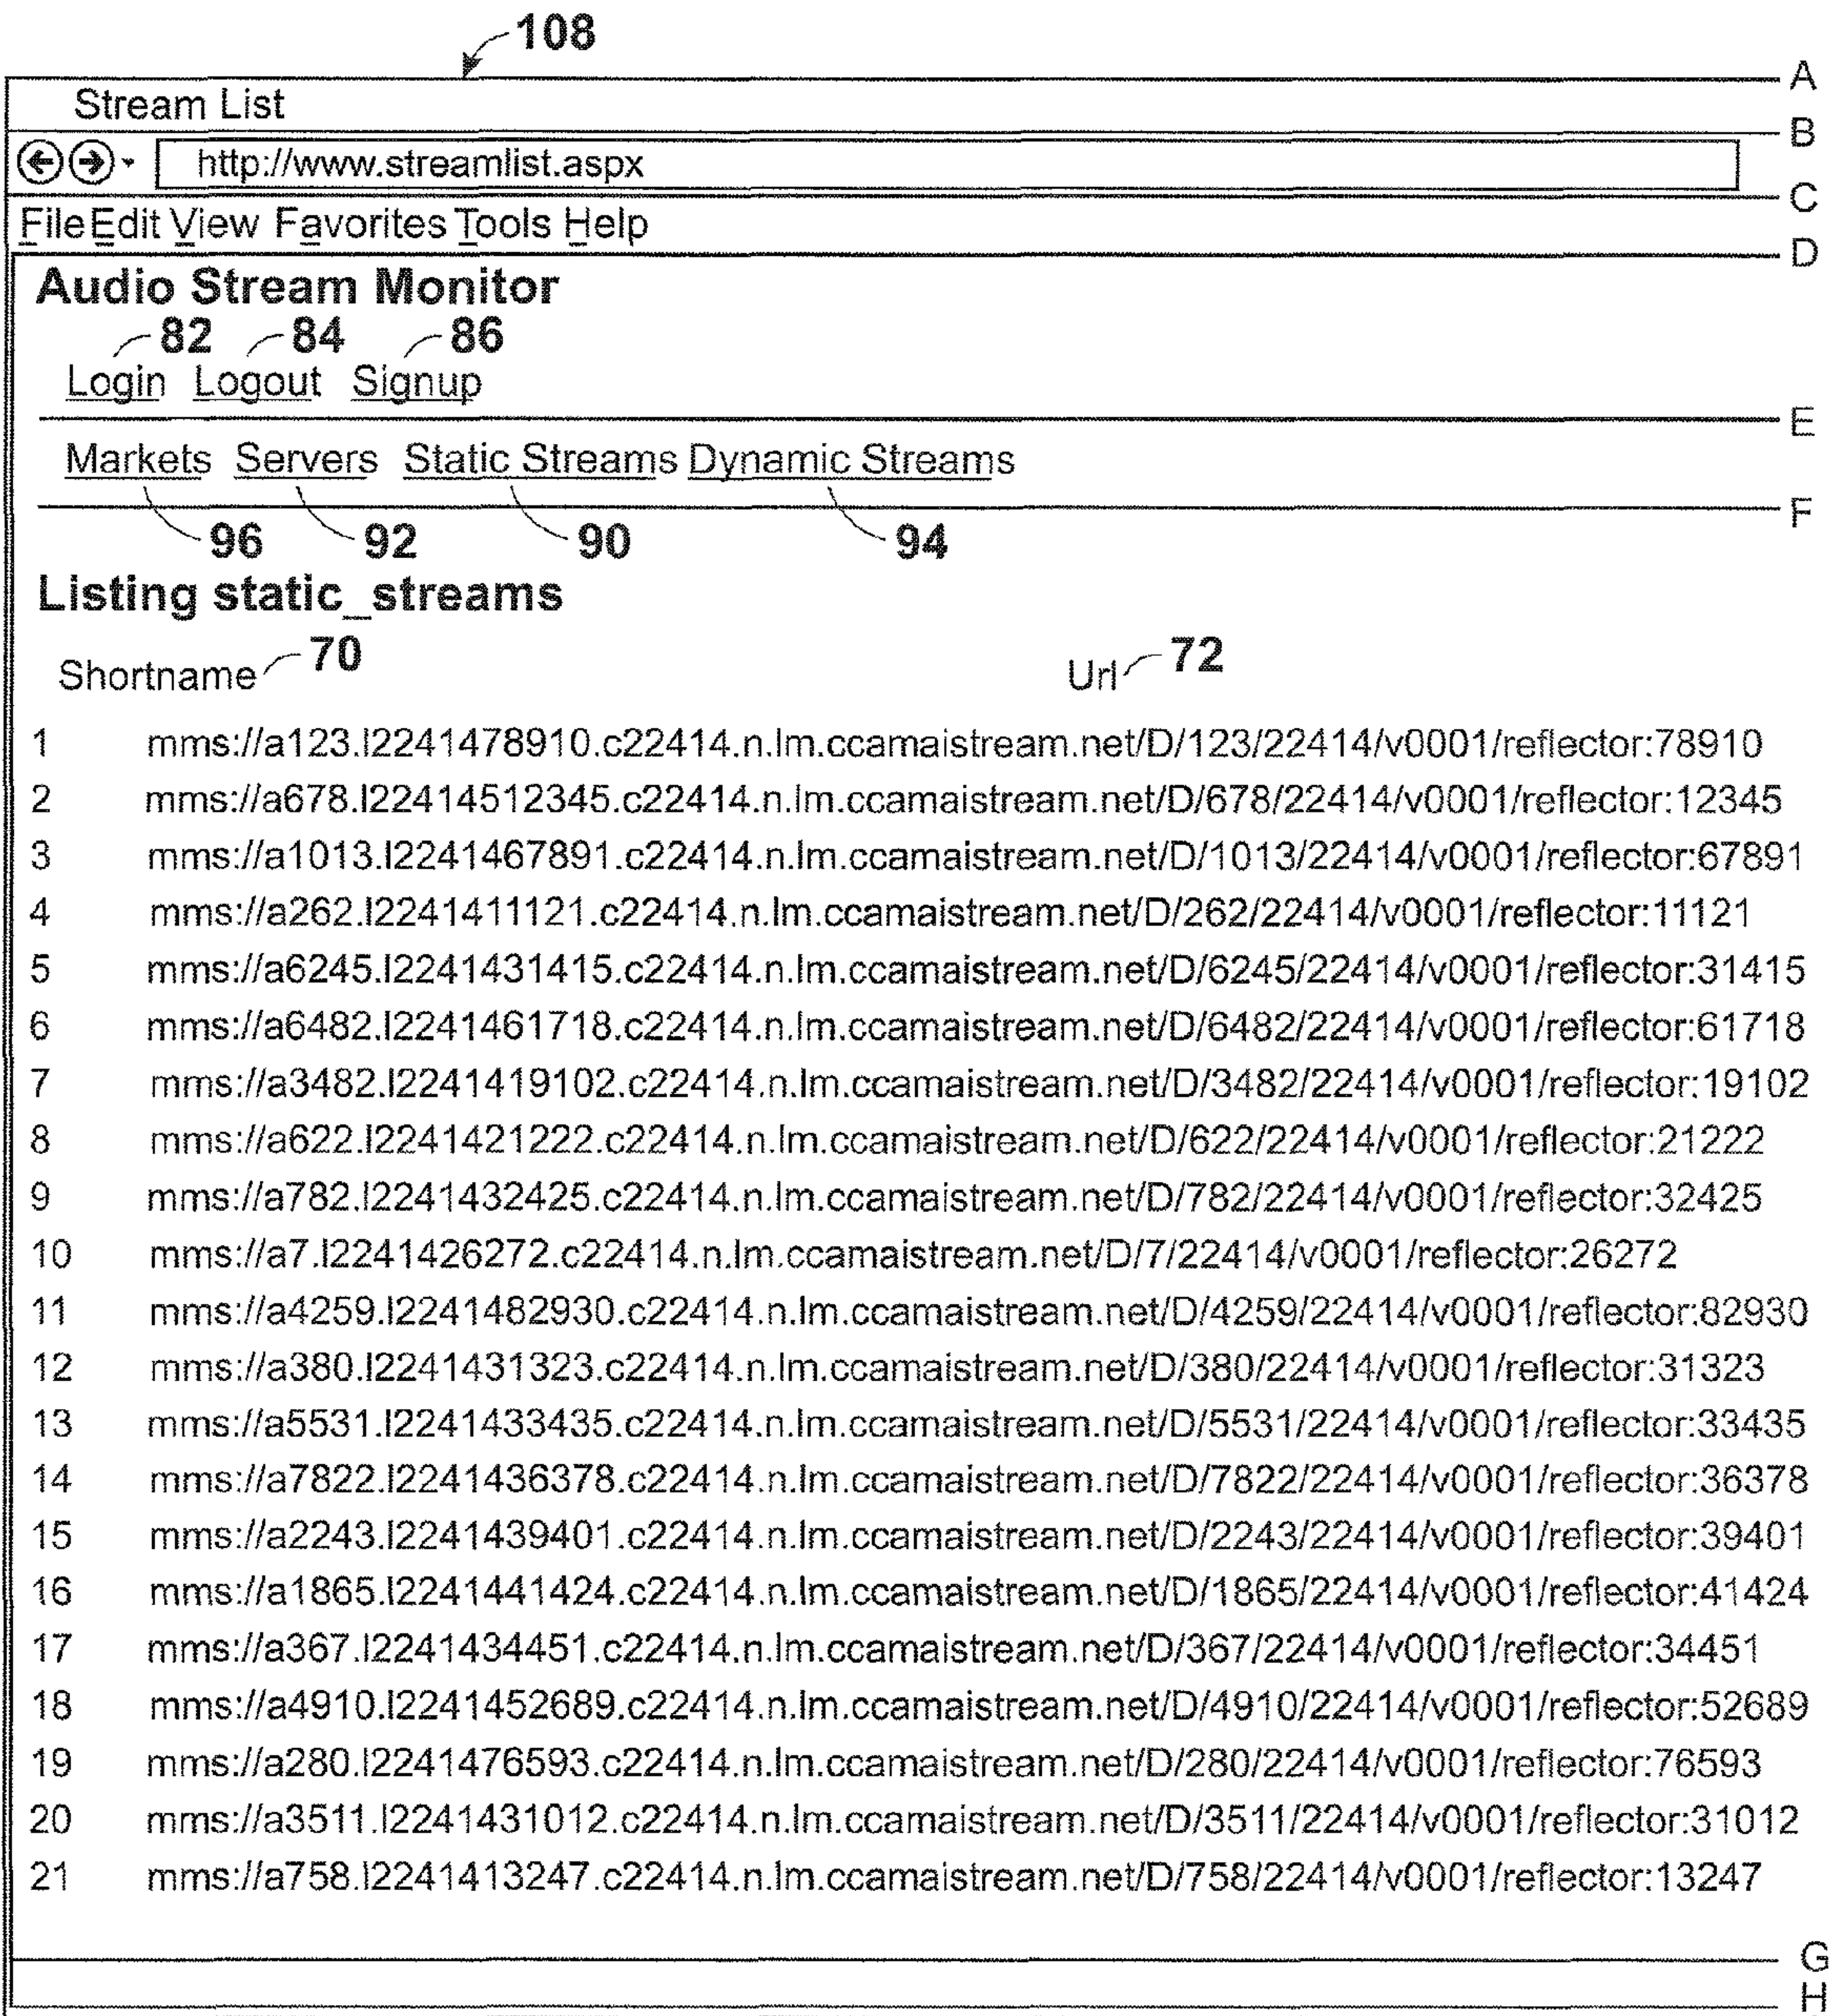 108
A
Stream List
B
http://www.streamlist.aspx
C
File Edit View Favorites Tools Help
D
Audio Stream Monitor
82 84 86
Login Logout Signup
E
Markets Servers Static Streams Dynamic Streams
F
96 92 90 94
Listing static_streams
Shortname 70 Url 72
1 mms://a123.l2241478910.c22414.n.lm.ccamaistream.net/D/123/22414/v0001/reflector:78910
2 mms://a678.l22414512345.c22414.n.lm.ccamaistream.net/D/678/22414/v0001/reflector:12345
3 mms://a1013.l2241467891.c22414.n.lm.ccamaistream.net/D/1013/22414/v0001/reflector:67891
4 mms://a262.l2241411121.c22414.n.lm.ccamaistream.net/D/262/22414/v0001/reflector:11121
5 mms://a6245.l2241431415.c22414.n.lm.ccamaistream.net/D/6245/22414/v0001/reflector:31415
6 mms://a6482.l2241461718.c22414.n.lm.ccamaistream.net/D/6482/22414/v0001/reflector:61718
7 mms://a3482.l2241419102.c22414.n.lm.ccamaistream.net/D/3482/22414/v0001/reflector:19102
8 mms://a622.l2241421222.c22414.n.lm.ccamaistream.net/D/622/22414/v0001/reflector:21222
9 mms://a782.l2241432425.c22414.n.lm.ccamaistream.net/D/782/22414/v0001/reflector:32425
10 mms://a7.l2241426272.c22414.n.lm.ccamaistream.net/D/7/22414/v0001/reflector:26272
11 mms://a4259.l2241482930.c22414.n.lm.ccamaistream.net/D/4259/22414/v0001/reflector:82930
12 mms://a380.l2241431323.c22414.n.lm.ccamaistream.net/D/380/22414/v0001/reflector:31323
13 mms://a5531.l2241433435.c22414.n.lm.ccamaistream.net/D/5531/22414/v0001/reflector:33435
14 mms://a7822.l2241436378.c22414.n.lm.ccamaistream.net/D/7822/22414/v0001/reflector:36378
15 mms://a2243.l2241439401.c22414.n.lm.ccamaistream.net/D/2243/22414/v0001/reflector:39401
16 mms://a1865.l2241441424.c22414.n.lm.ccamaistream.net/D/1865/22414/v0001/reflector:41424
17 mms://a367.l2241434451.c22414.n.lm.ccamaistream.net/D/367/22414/v0001/reflector:34451
18 mms://a4910.l2241452689.c22414.n.lm.ccamaistream.net/D/4910/22414/v0001/reflector:52689
19 mms://a280.l2241476593.c22414.n.lm.ccamaistream.net/D/280/22414/v0001/reflector:76593
20 mms://a3511.l2241431012.c22414.n.lm.ccamaistream.net/D/3511/22414/v0001/reflector:31012
21 mms://a758.l2241413247.c22414.n.lm.ccamaistream.net/D/758/22414/v0001/reflector:13247
G
H